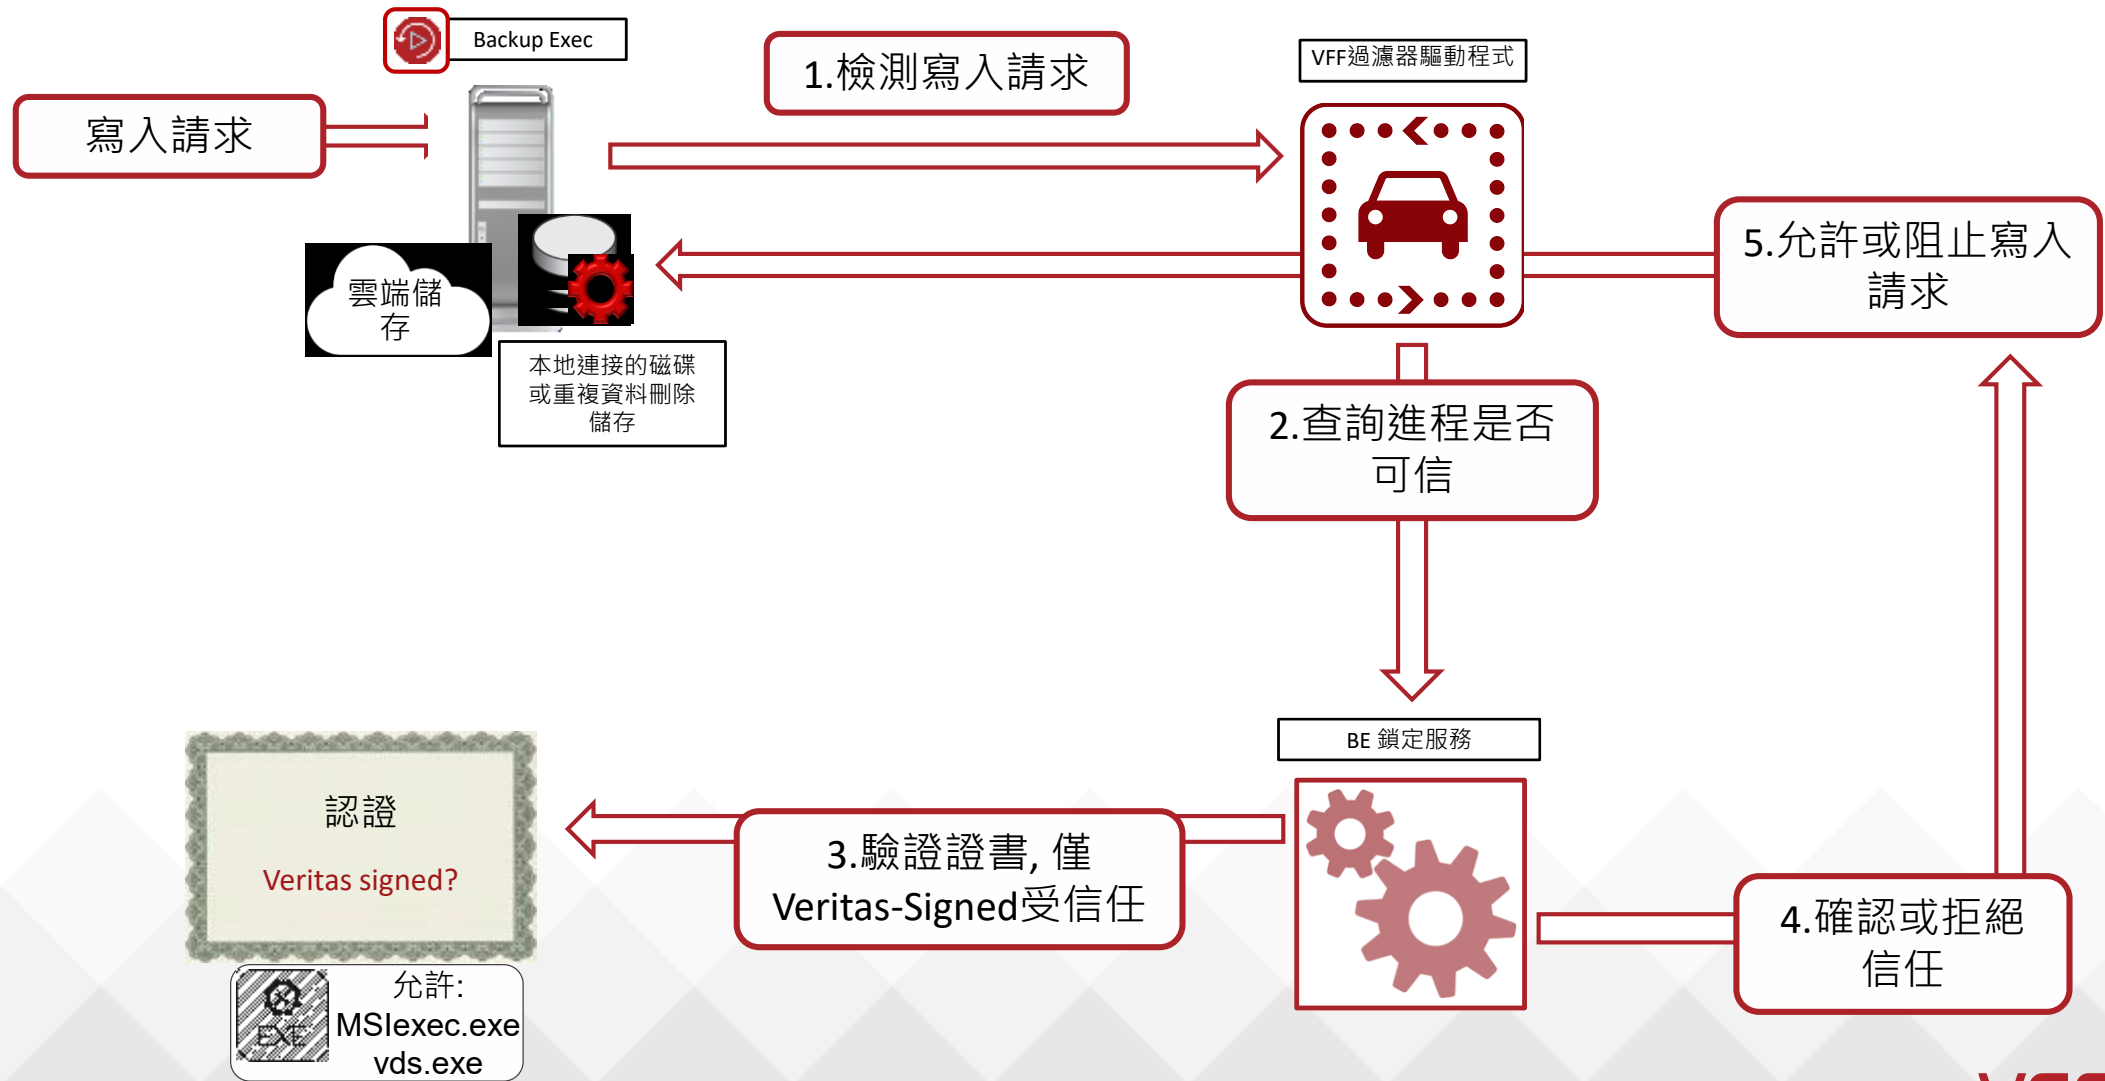 Backup Exec
寫入請求
1.檢測寫入請求
VFF過濾器驅動程式
雲端儲
存
本地連接的磁碟
或重複資料刪除
儲存
5.允許或阻止寫入
請求
2.查詢進程是否
可信
BE 鎖定服務
認證
Veritas signed?
3.驗證證書, 僅
Veritas-Signed受信任
4.確認或拒絕
信任
EXE
允許:
MSIexec.exe
vds.exe